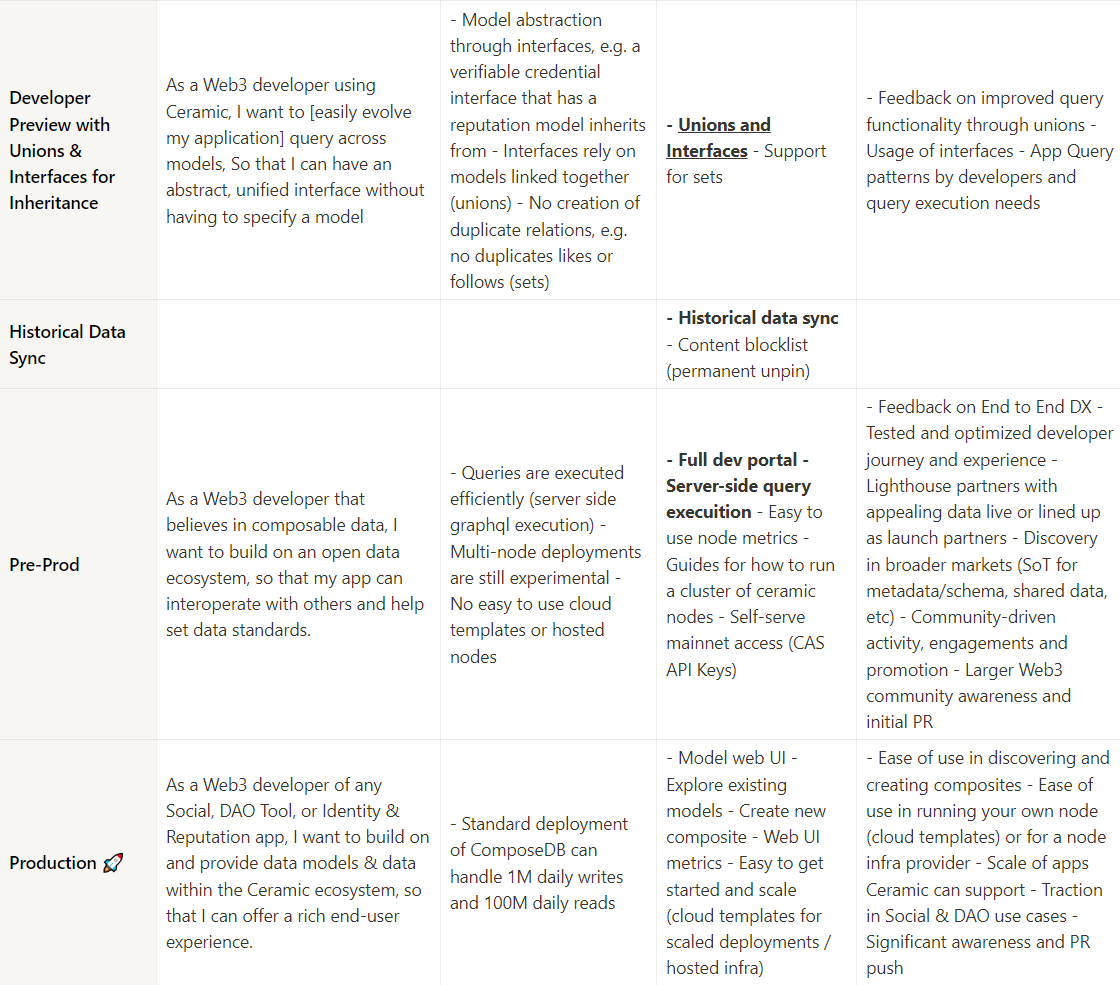 Developer
Preview with
Unions &
Interfaces for
Inheritance
As a Web3 developer using
Ceramic, I want to [easily evolve
my application] query across
models, So that I can have an
abstract, unified interface without
having to specify a model
- Model abstraction
through interfaces, e.g. a
verifiable credential
interface that has a
reputation model inherits
from - Interfaces rely on
models linked together
(unions) - No creation of
duplicate relations, e.g.
no duplicates likes or
follows (sets)
- Unions and
Interfaces - Support
for sets
- Feedback on improved query
functionality through unions -
Usage of interfaces - App Query
patterns by developers and
query execution needs
Historical Data
Sync
- Historical data sync
- Content blocklist
(permanent unpin)
Pre-Prod
As a Web3 developer that
believes in composable data, I
want to build on an open data
ecosystem, so that my app can
interoperate with others and help
set data standards.
- Queries are executed
efficiently (server side
graphql execution) -
Multi-node deployments
are still experimental -
No easy to use cloud
templates or hosted
nodes
- Full dev portal -
Server-side query
execuition - Easy to
use node metrics -
Guides for how to run
a cluster of ceramic
nodes - Self-serve
mainnet access (CAS
API Keys)
- Feedback on End to End DX -
Tested and optimized developer
journey and experience -
Lighthouse partners with
appealing data live or lined up
as launch partners - Discovery
in broader markets (SoT for
metadata/schema, shared data,
etc) - Community-driven
activity, engagements and
promotion - Larger Web3
community awareness and
initial PR
Production 🚀
As a Web3 developer of any
Social, DAO Tool, or Identity &
Reputation app, I want to build on
and provide data models & data
within the Ceramic ecosystem, so
that I can offer a rich end-user
experience.
- Standard deployment
of ComposeDB can
handle 1M daily writes
and 100M daily reads
- Model web UI -
Explore existing
models - Create new
composite - Web UI
metrics - Easy to get
started and scale
(cloud templates for
scaled deployments /
hosted infra)
- Ease of use in discovering and
creating composites - Ease of
use in running your own node
(cloud templates) or for a node
infra provider - Scale of apps
Ceramic can support - Traction
in Social & DAO use cases -
Significant awareness and PR
push